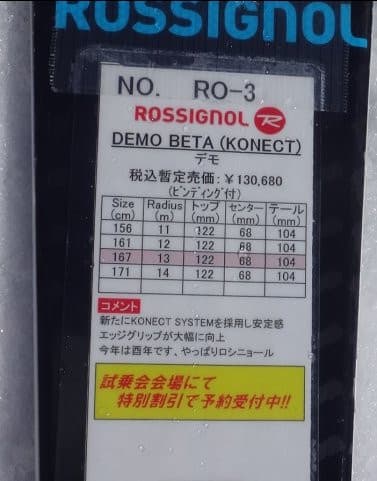 ROSSIGNOL
NO. RO-3
ROSSIGNOL R
DEMO BETA (KONECT)
デモ
税込暫定売価:¥130,680
(ビンディング付)
Size (cm) Radius (m) トップ (mm) センター (mm) テール (mm)
156 11 122 68 104
161 12 122 68 104
167 13 122 68 104
171 14 122 68 104
コメント
新たにKONECT SYSTEMを採用し安定感
エッジグリップが大幅に向上
今年は酉年です、やっぱりロシニョール
試乗会会場にて
特別割引で予約受付中!!